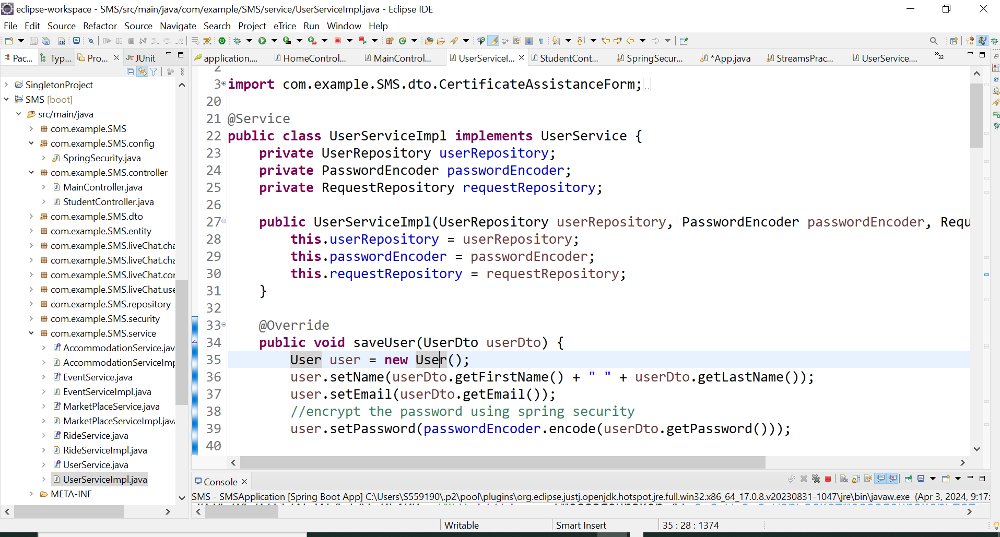 eclipse-workspace - SMS/src/main/java/com/example/SMS/service/UserServiceImpl.java - Eclipse IDE
File Edit Source Refactor Source Navigate Search Project eTrice Run Window Help
Pac... Typ... Pro... JUnit
application.... HomeControl... MainControl... UserServiceI... StudentCont... SpringSecur... *App.java StreamsPrac... UserService.... »32
SingletonProject
SMS [boot]
src/main/java
com.example.SMS
com.example.SMS.config
SpringSecurity.java
com.example.SMS.controller
MainController.java
StudentController.java
com.example.SMS.dto
com.example.SMS.entity
com.example.SMS.liveChat.cha
com.example.SMS.liveChat.cha
com.example.SMS.liveChat.cor
com.example.SMS.liveChat.use
com.example.SMS.repository
com.example.SMS.security
com.example.SMS.service
AccommodationService.jav
AccommodationServiceImp
EventService.java
EventServiceImpl.java
MarketPlaceService.java
MarketPlaceServiceImpl.java
RideService.java
RideServiceImpl.java
UserService.java
UserServiceImpl.java
META-INF
2
3 import com.example.SMS.dto.CertificateAssistanceForm;
20
21 @Service
22 public class UserServiceImpl implements UserService {
23 private UserRepository userRepository;
24 private PasswordEncoder passwordEncoder;
25 private RequestRepository requestRepository;
26
27 public UserServiceImpl(UserRepository userRepository, PasswordEncoder passwordEncoder, Requ
28 this.userRepository = userRepository;
29 this.passwordEncoder = passwordEncoder;
30 this.requestRepository = requestRepository;
31 }
32
33 @Override
34 public void saveUser(UserDto userDto) {
35 User user = new User();
36 user.setName(userDto.getFirstName() + " " + userDto.getLastName());
37 user.setEmail(userDto.getEmail());
38 //encrypt the password using spring security
39 user.setPassword(passwordEncoder.encode(userDto.getPassword()));
40
Console
SMS - SMSApplication [Spring Boot App] C:\Users\S559190\.p2\pool\plugins\org.eclipse.justj.openjdk.hotspot.jre.full.win32.x86_64_17.0.8.v20230831-1047\jre\bin\javaw.exe (Apr 3, 2024, 9:17:
Writable Smart Insert 35 : 28 : 1374